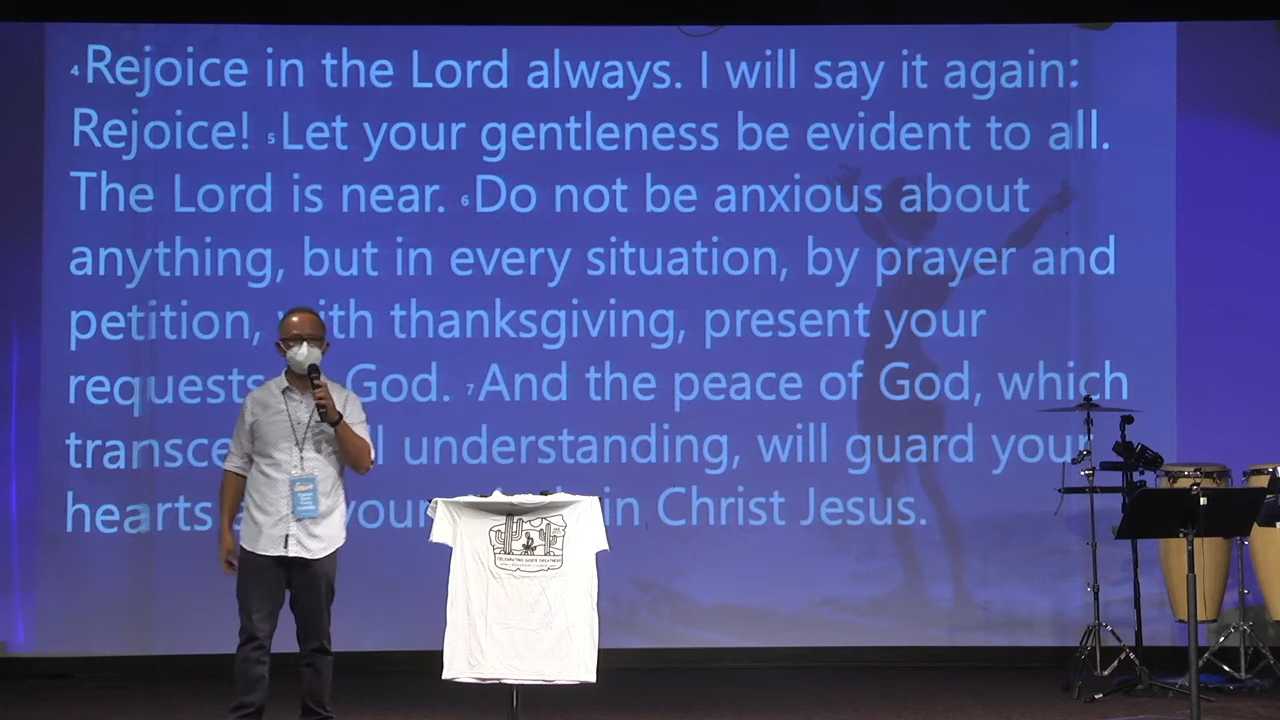 4 Rejoice in the Lord always. I will say it again:
Rejoice! 5 Let your gentleness be evident to all.
The Lord is near. 6 Do not be anxious about
anything, but in every situation, by prayer and
petition, with thanksgiving, present your
requests God. 7 And the peace of God, which
understanding, will guard your
hearts your in Christ Jesus.
CELEBRATING GOD'S GREATNESS